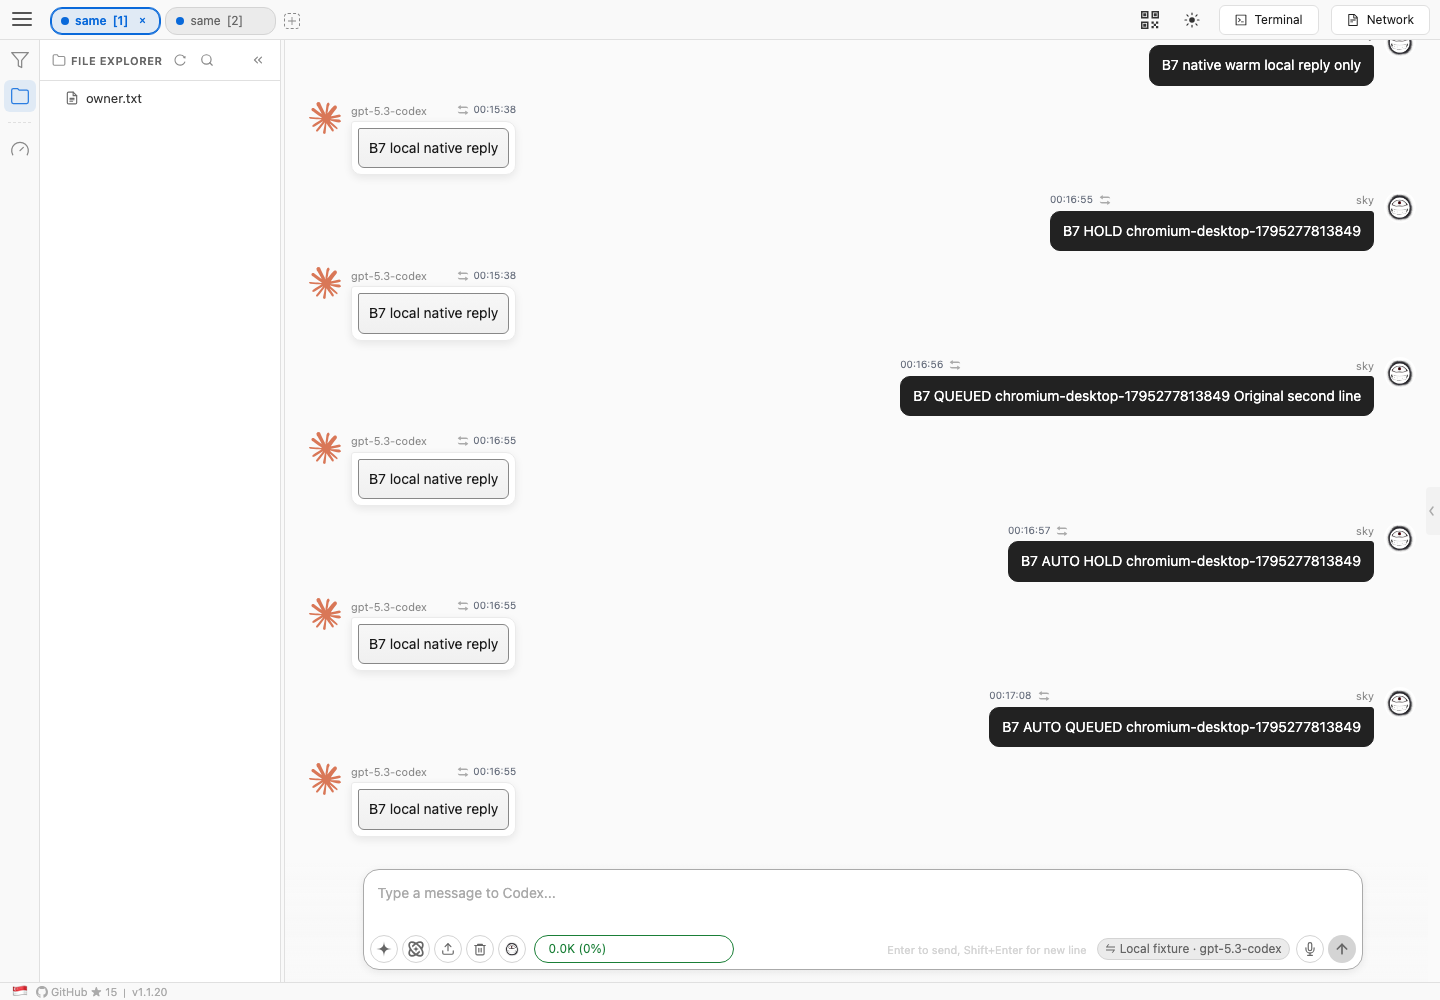 same [1] ×
same [2]
Terminal
Network
FILE EXPLORER
owner.txt
B7 native warm local reply only
gpt-5.3-codex 00:15:38
B7 local native reply
00:16:55 sky
B7 HOLD chromium-desktop-1795277813849
gpt-5.3-codex 00:15:38
B7 local native reply
00:16:56 sky
B7 QUEUED chromium-desktop-1795277813849 Original second line
gpt-5.3-codex 00:16:55
B7 local native reply
00:16:57 sky
B7 AUTO HOLD chromium-desktop-1795277813849
gpt-5.3-codex 00:16:55
B7 local native reply
00:17:08 sky
B7 AUTO QUEUED chromium-desktop-1795277813849
gpt-5.3-codex 00:16:55
B7 local native reply
Type a message to Codex...
0.0K (0%)
Enter to send, Shift+Enter for new line
Local fixture · gpt-5.3-codex
GitHub ★ 15 | v1.1.20